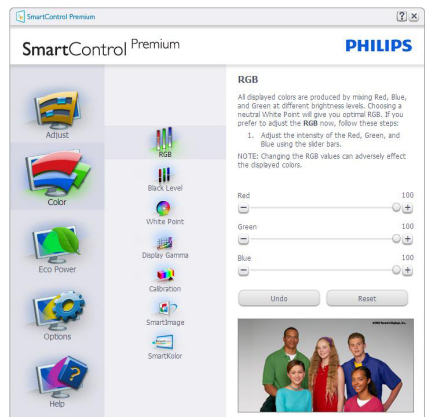 SmartControl Premium
SmartControl Premium
PHILIPS
Adjust
Color
Eco Power
Options
Help
RGB
Black Level
White Point
Display Gamma
Calibration
SmartImage
SmartKolor
RGB
All displayed colors are produced by mixing Red, Blue,
and Green at different brightness levels. Choosing a
neutral White Point will give you optimal RGB. If you
prefer to adjust the RGB now, follow these steps:
1. Adjust the intensty of the Red, Green, and
Blue using the slider bars.
NOTE: Changing the RGB values can adversely effect
the displayed colors.
Red 100
Green 100
Blue 100
Undo Reset